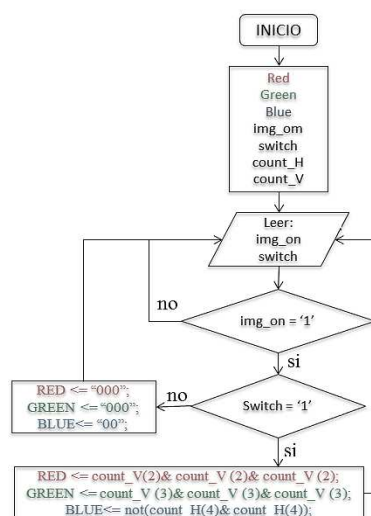 INICIO
Red
Green
Blue
img_om
switch
count_H
count_V
Leer:
img_on
switch
no
img_on = ‘1’
si
no
Switch = ‘1’
RED <= “000”;
GREEN <= “000”;
BLUE<= “00”;
si
RED <= count_V(2)& count_V (2)& count_V (2);
GREEN <= count_V (3)& count_V (3)& count_V (3);
BLUE<= not(count_H(4)& count_H(4));